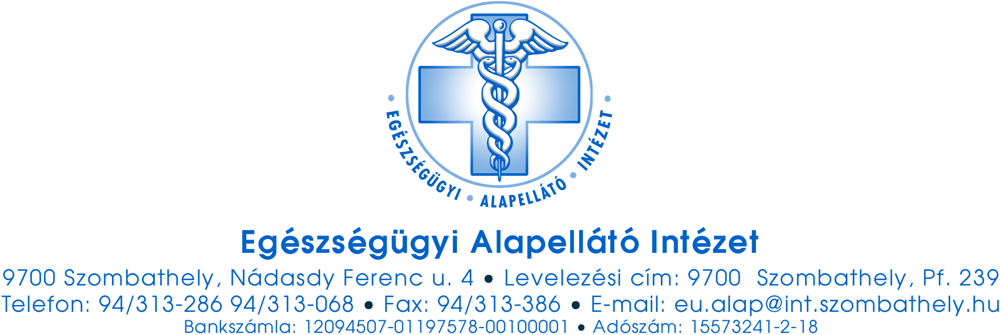 • EGÉSZSÉGÜGYI • ALAPELLÁTÓ • INTÉZET •
Egészségügyi Alapellátó Intézet
9700 Szombathely, Nádasdy Ferenc u. 4 • Levelezési cím: 9700 Szombathely, Pf. 239
Telefon: 94/313-286 94/313-068 • Fax: 94/313-386 • E-mail: eu.alap@int.szombathely.hu
Bankszámla: 12094507-01197578-00100001 • Adószám: 15573241-2-18